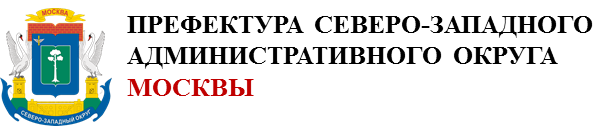 МОСКВА
СЕВЕРО-ЗАПАДНЫЙ ОКРУГ
ПРЕФЕКТУРА СЕВЕРО-ЗАПАДНОГО
АДМИНИСТРАТИВНОГО ОКРУГА
МОСКВЫ